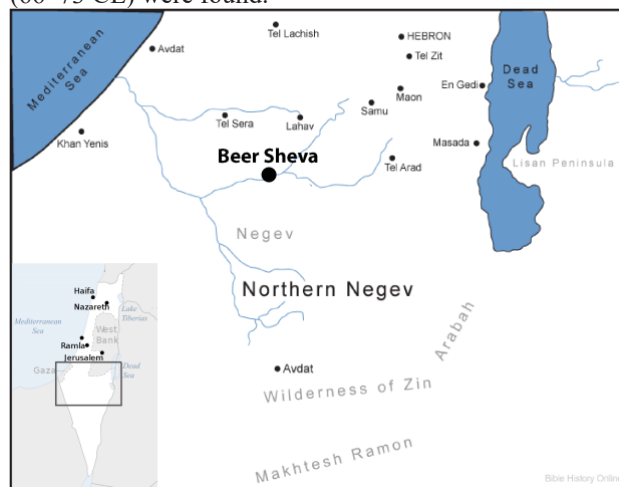 (66–73 CE) were found.
Tel Lachish
HEBRON
Avdat
Tel Zit
Mediterranean
Sea
Dead
Sea
En Gedi
Maon
Samu
Tel Sera
Lahav
Khan Yenis
Masada
Beer Sheva
Tel Arad
Lisan Peninsula
Negev
Northern Negev
Arabah
Avdat
Wilderness of Zin
Makhtesh Ramon
Haifa
Nazareth
Lake
Tiberias
Mediterranean
Sea
West
Bank
Ramla
Jerusalem
Gaza
Dead
Sea
Bible History Online